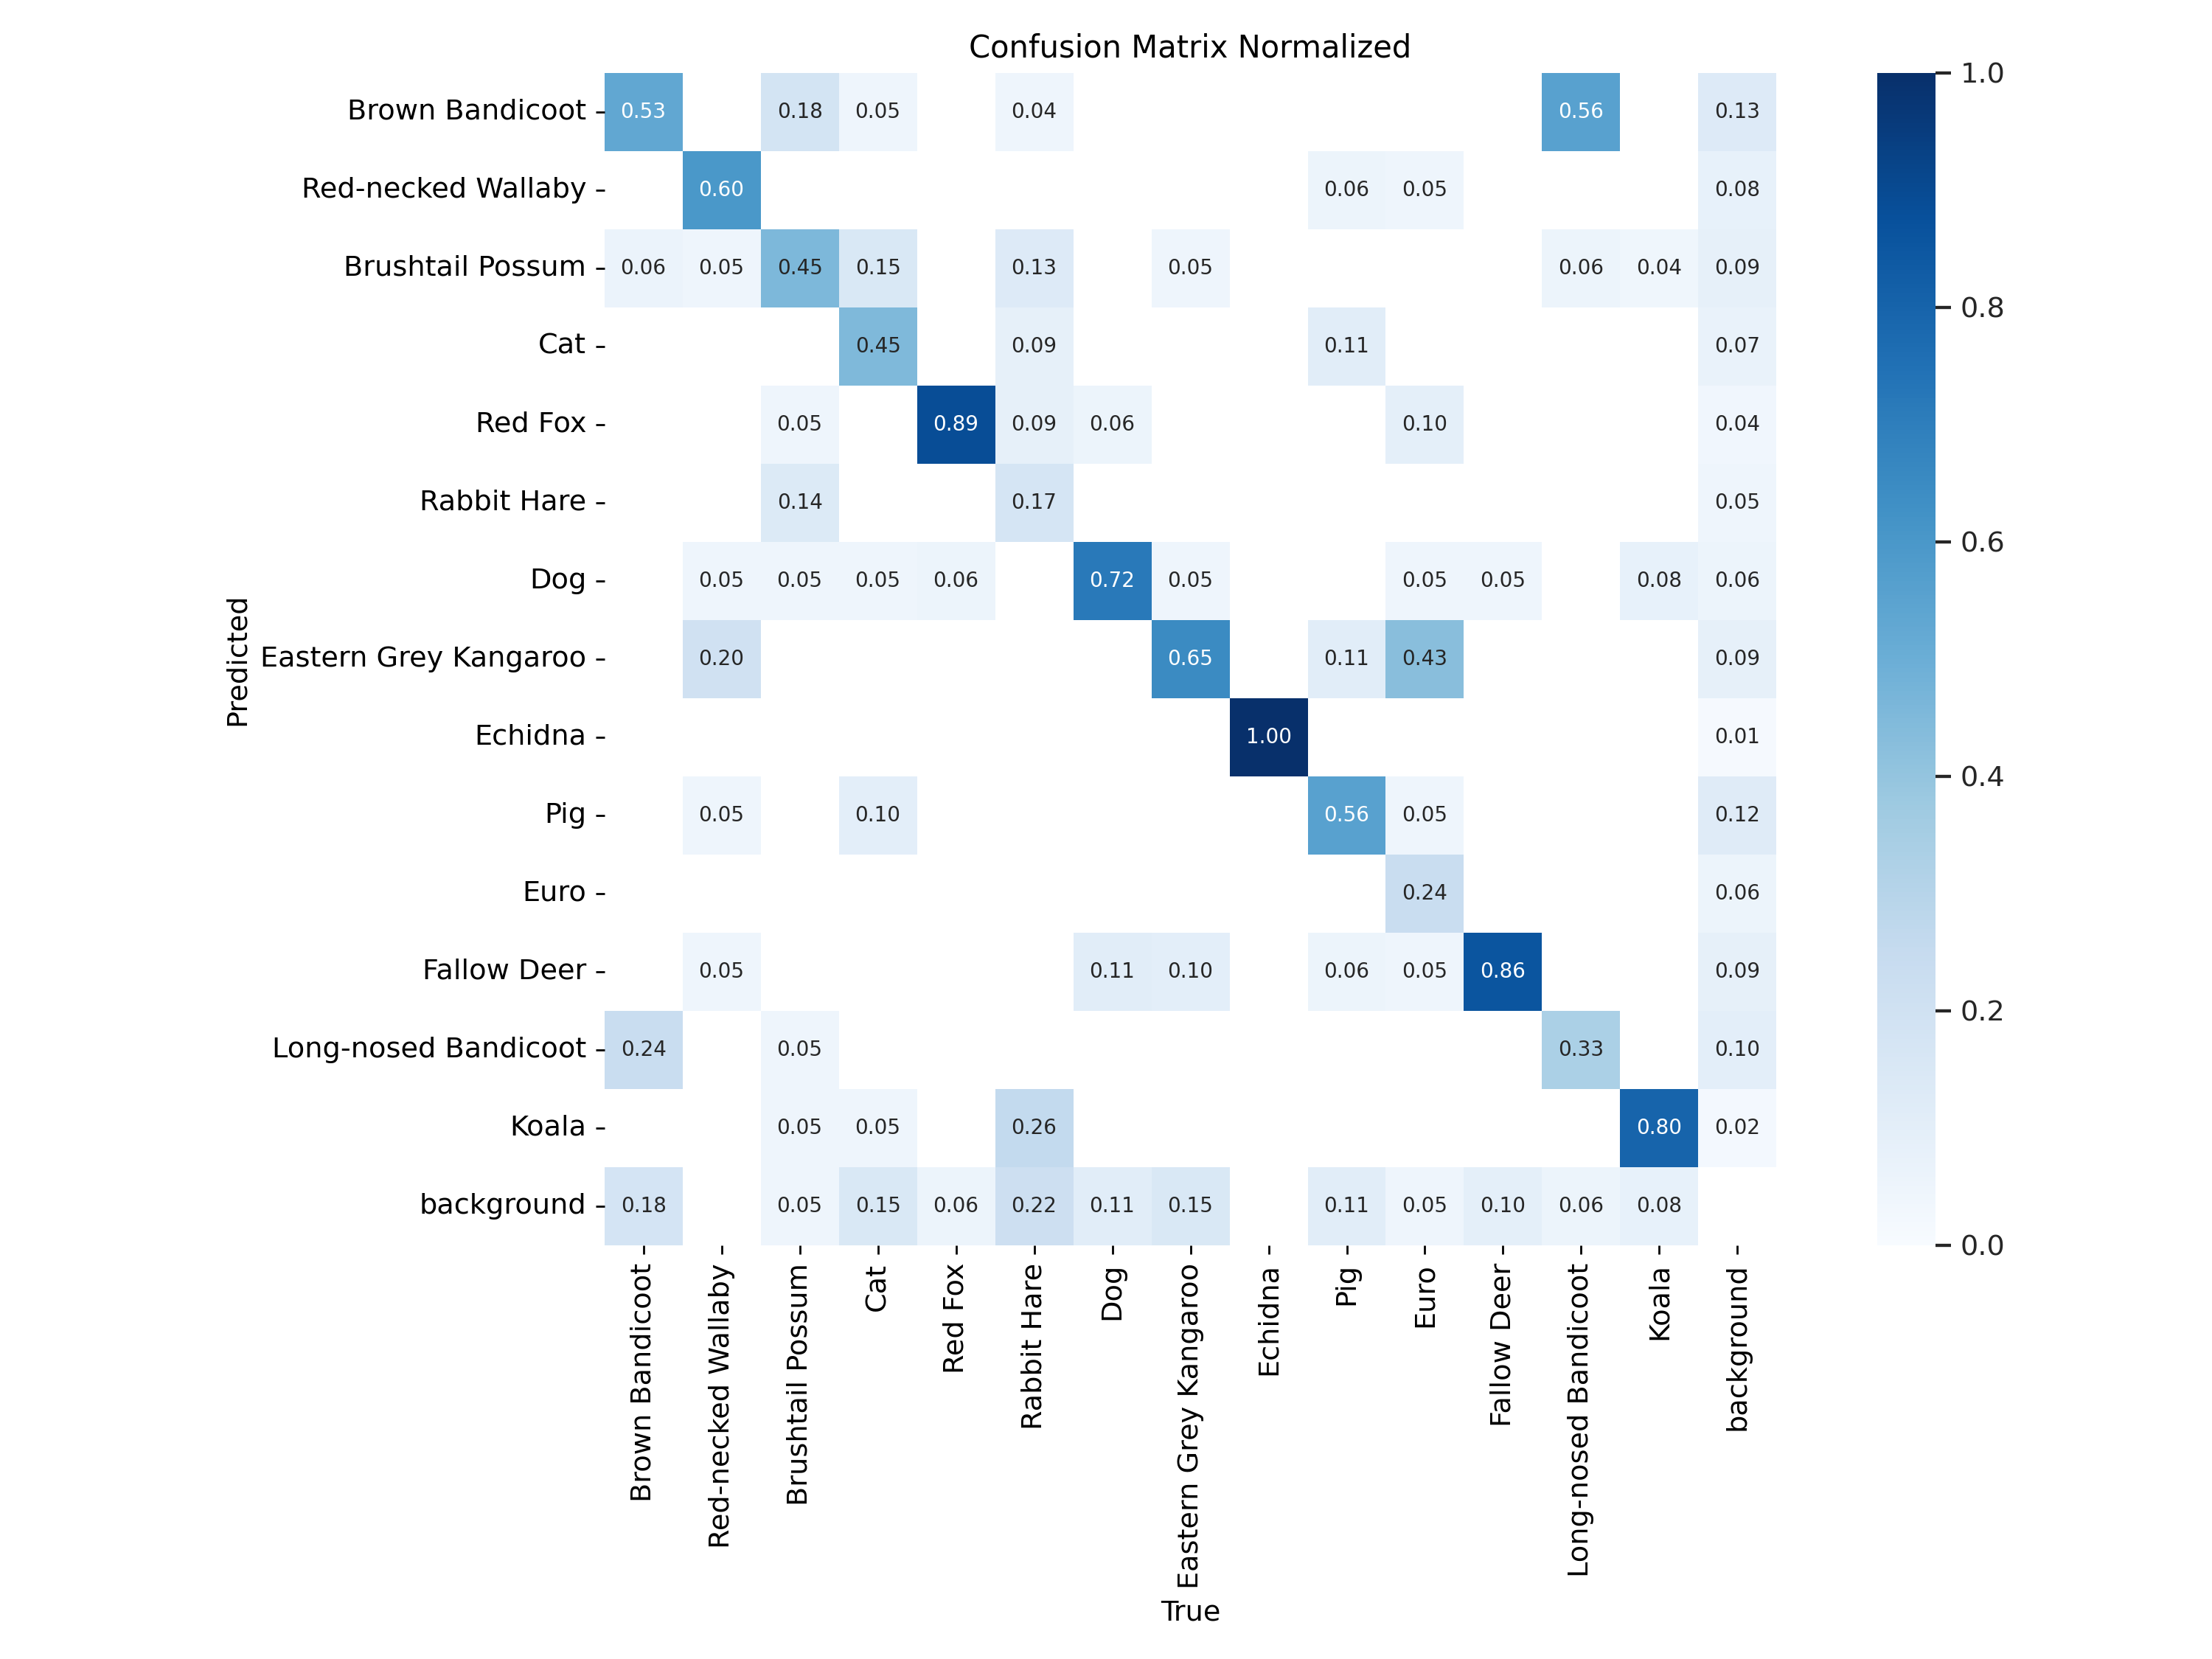 Confusion Matrix Normalized
Brown Bandicoot 0.53 0.18 0.05 0.04 0.56 0.13
Red-necked Wallaby 0.60 0.06 0.05 0.08
Brushtail Possum 0.06 0.05 0.45 0.15 0.13 0.05 0.06 0.04 0.09
Cat 0.45 0.09 0.11 0.07
Red Fox 0.05 0.89 0.09 0.06 0.10 0.04
Rabbit Hare 0.14 0.17 0.05
Dog 0.05 0.05 0.05 0.06 0.72 0.05 0.05 0.05 0.08 0.06
Eastern Grey Kangaroo 0.20 0.65 0.11 0.43 0.09
Echidna 1.00 0.01
Pig 0.05 0.10 0.56 0.05 0.12
Euro 0.24 0.06
Fallow Deer 0.05 0.11 0.10 0.06 0.05 0.86 0.09
Long-nosed Bandicoot 0.24 0.05 0.33 0.10
Koala 0.05 0.05 0.26 0.80 0.02
background 0.18 0.05 0.15 0.06 0.22 0.11 0.15 0.11 0.05 0.10 0.06 0.08
Predicted
Brown Bandicoot
Red-necked Wallaby
Brushtail Possum
Cat
Red Fox
Rabbit Hare
Dog
Eastern Grey Kangaroo
Echidna
Pig
Euro
Fallow Deer
Long-nosed Bandicoot
Koala
background
True
1.0
0.8
0.6
0.4
0.2
0.0